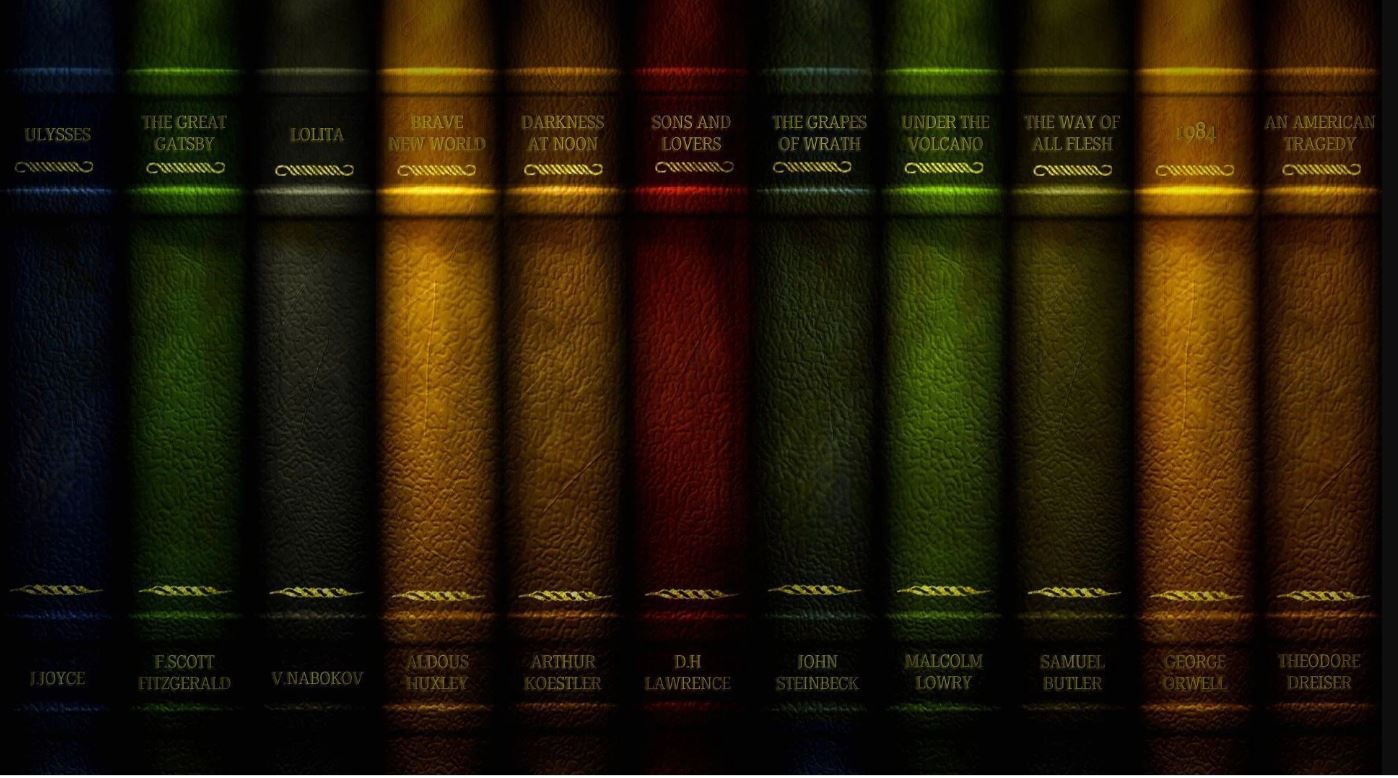 ULYSSES
THE GREAT
GATSBY
LOLITA
BRAVE
NEW WORLD
DARKNESS
AT NOON
SONS AND
LOVERS
THE GRAPES
OF WRATH
UNDER THE
VOLCANO
THE WAY OF
ALL FLESH
1984
AN AMERICAN
TRAGEDY
J.JOYCE
F.SCOTT
FITZGERALD
V.NABOKOV
ALDOUS
HUXLEY
ARTHUR
KOESTLER
D.H
LAWRENCE
JOHN
STEINBECK
MALCOLM
LOWRY
SAMUEL
BUTLER
GEORGE
ORWELL
THEODORE
DREISER